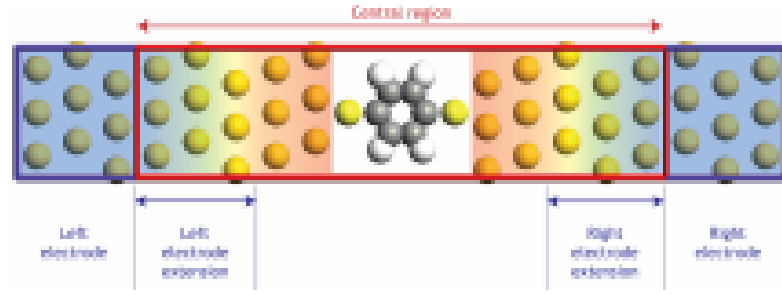 Central region
Left
electrode
Left
electrode
extension
Right
electrode
extension
Right
electrode